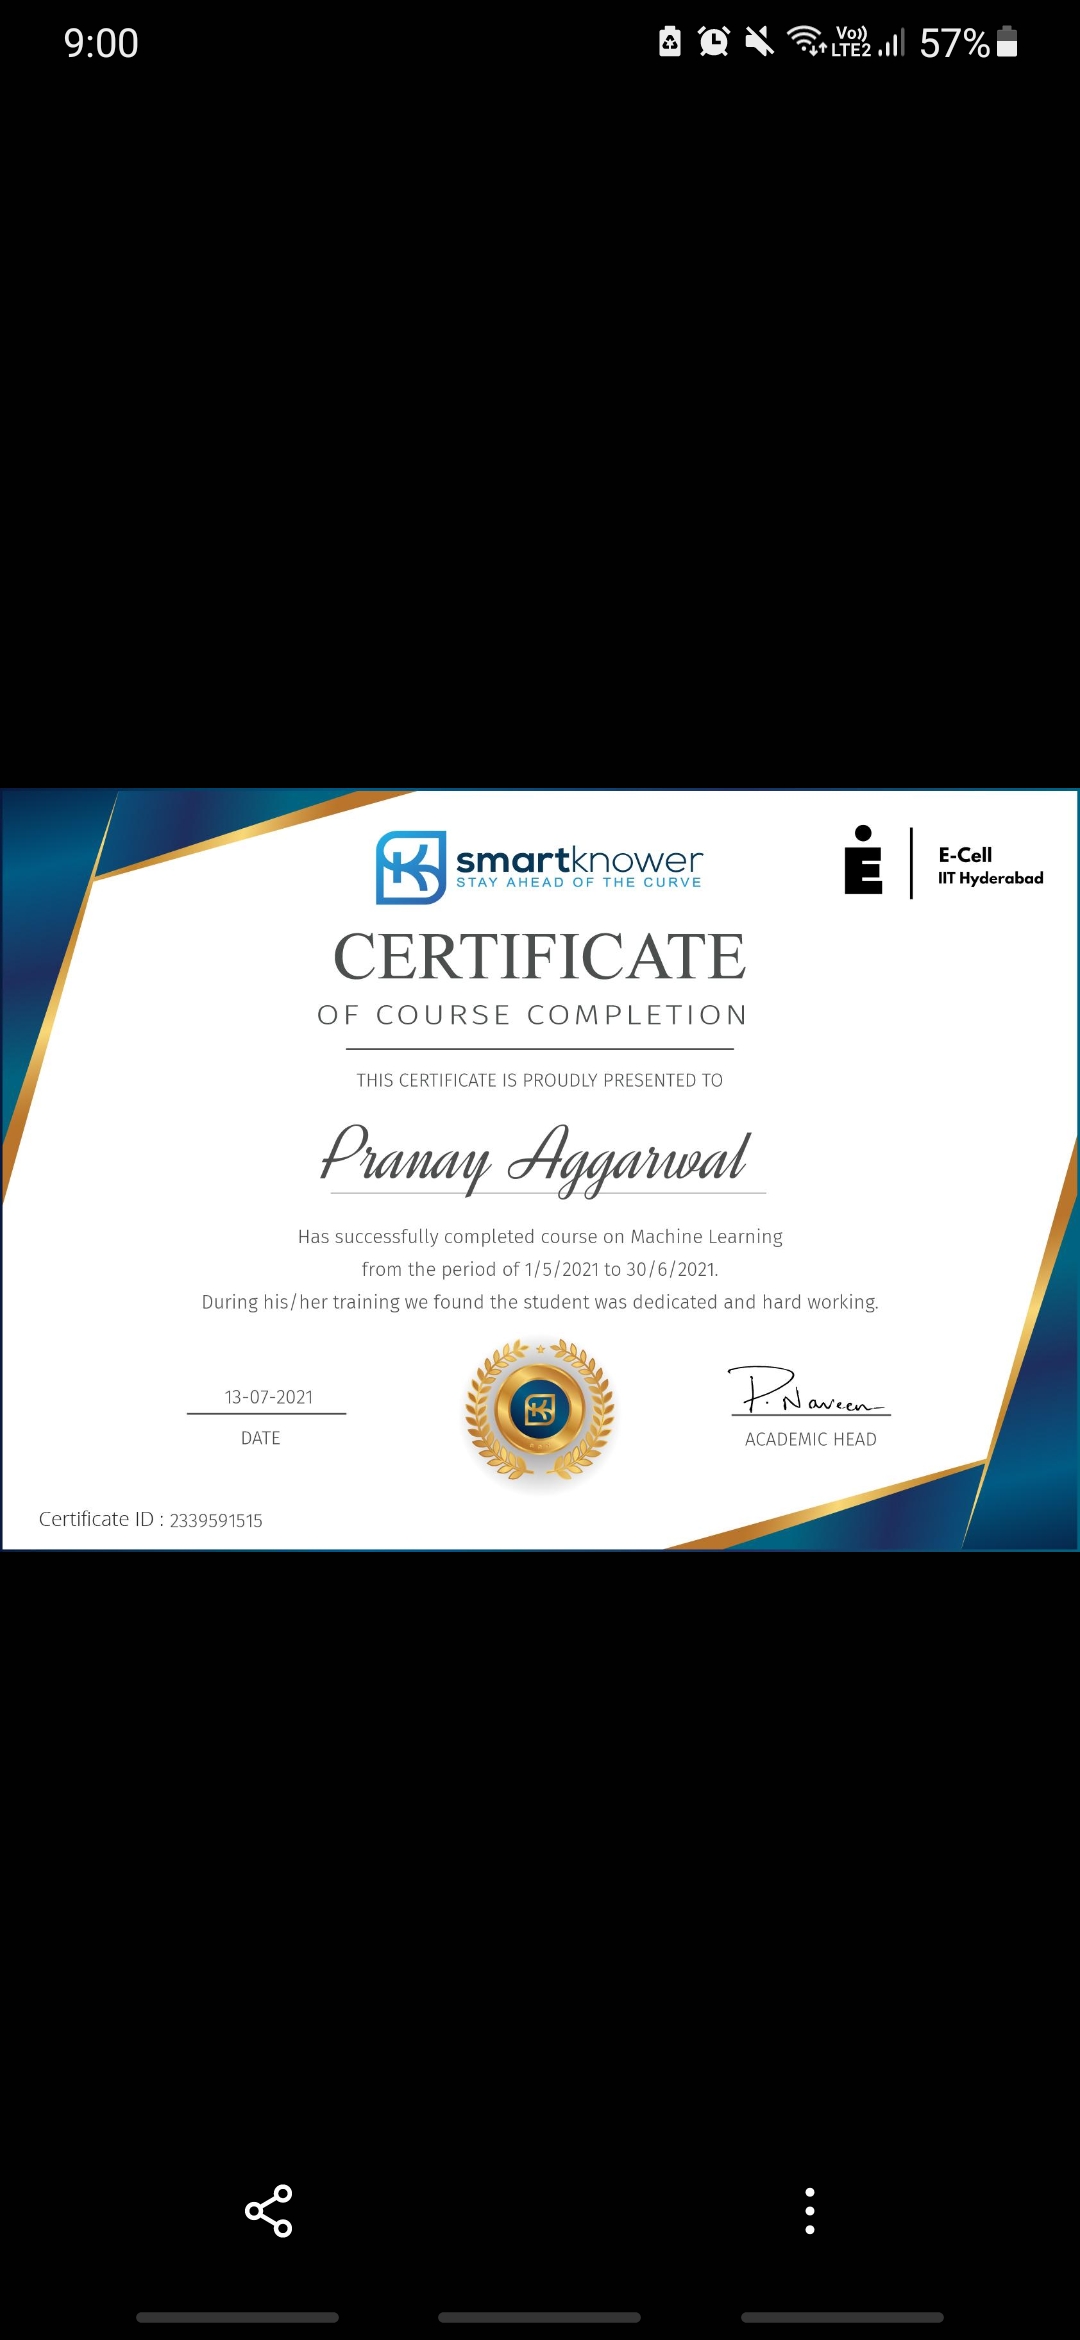 9:00
Vo)) LTE2 57%
smartknower
STAY AHEAD OF THE CURVE
E-Cell
IIT Hyderabad
CERTIFICATE
OF COURSE COMPLETION
THIS CERTIFICATE IS PROUDLY PRESENTED TO
Pranay Aggarwal
Has successfully completed course on Machine Learning
from the period of 1/5/2021 to 30/6/2021.
During his/her training we found the student was dedicated and hard working.
13-07-2021
DATE
P. Naveen
ACADEMIC HEAD
Certificate ID : 2339591515